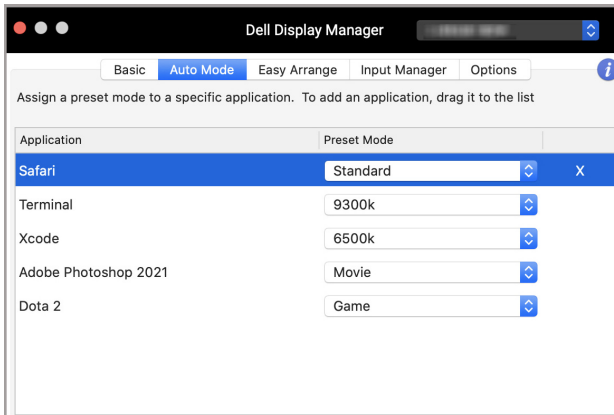 Dell Display Manager
Basic Auto Mode Easy Arrange Input Manager Options i
Assign a preset mode to a specific application. To add an application, drag it to the list
Application Preset Mode
Safari Standard X
Terminal 9300k
Xcode 6500k
Adobe Photoshop 2021 Movie
Dota 2 Game